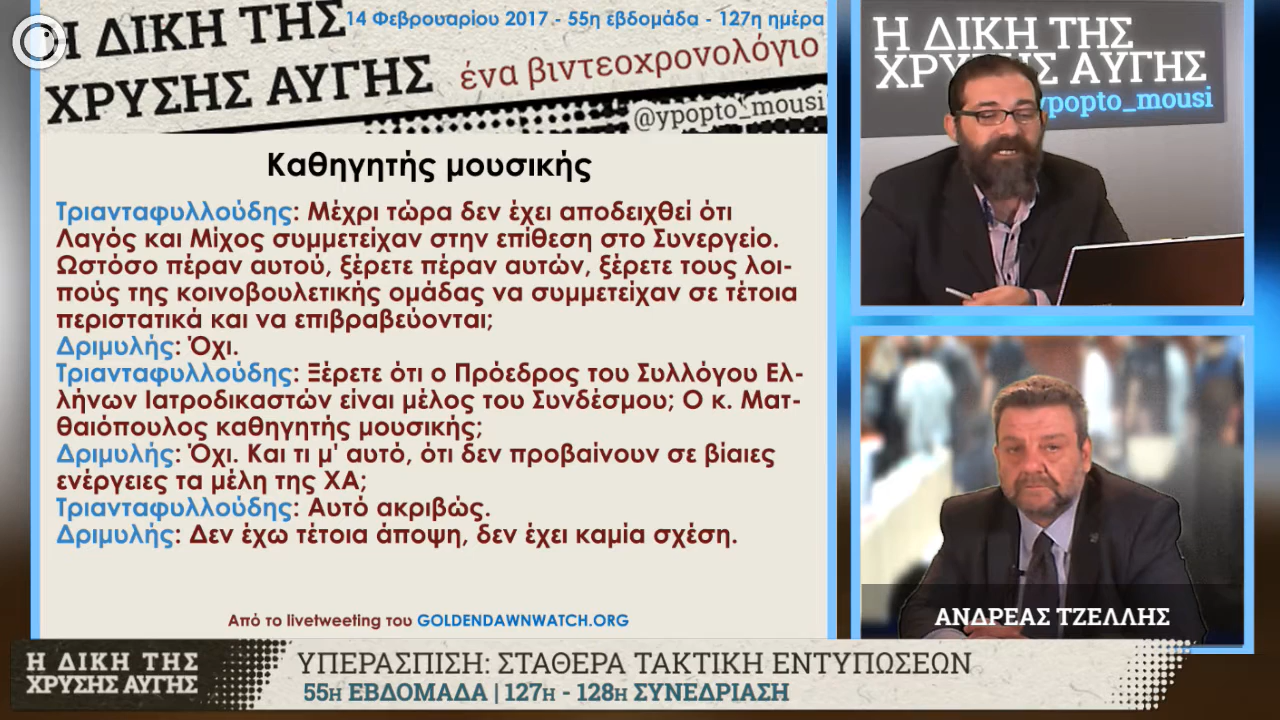 Η ΔΙΚΗ ΤΗΣ
ΧΡΥΣΗΣ ΑΥΓΗΣ
14 Φεβρουαρίου 2017 - 55η εβδομάδα - 127η ημέρα
ένα βιντεοχρονολόγιο
@ypopto_mousi
Καθηγητής μουσικής
Τριανταφυλλούδης: Μέχρι τώρα δεν έχει αποδειχθεί ότι
Λαγός και Μίχος συμμετείχαν στην επίθεση στο Συνεργείο.
Ωστόσο πέραν αυτού, ξέρετε πέραν αυτών, ξέρετε τους λοι-
πούς της κοινοβουλετικής ομάδας να συμμετείχαν σε τέτοια
περιστατικά και να επιβραβεύονται;
Δριμυλής: Όχι.
Τριανταφυλλούδης: Ξέρετε ότι ο Πρόεδρος του Συλλόγου Ελ-
λήνων Ιατροδικαστών είναι μέλος του Συνδέσμου; Ο κ. Ματ-
θαιόπουλος καθηγητής μουσικής;
Δριμυλής: Όχι. Και τι μ' αυτό, ότι δεν προβαίνουν σε βίαιες
ενέργειες τα μέλη της ΧΑ;
Τριανταφυλλούδης: Αυτό ακριβώς.
Δριμυλής: Δεν έχω τέτοια άποψη, δεν έχει καμία σχέση.
Από το livetweeting του GOLDENDAWNWATCH.ORG
Η ΔΙΚΗ ΤΗΣ
ΧΡΥΣΗΣ ΑΥΓΗΣ
ypopto_mousi
ΑΝΔΡΕΑΣ ΤΖΕΛΛΗΣ
Η ΔΙΚΗ ΤΗΣ
ΧΡΥΣΗΣ ΑΥΓΗΣ
ΥΠΕΡΑΣΠΙΣΗ: ΣΤΑΘΕΡΑ ΤΑΚΤΙΚΗ ΕΝΤΥΠΩΣΕΩΝ
55η ΕΒΔΟΜΑΔΑ | 127η - 128η ΣΥΝΕΔΡΙΑΣΗ